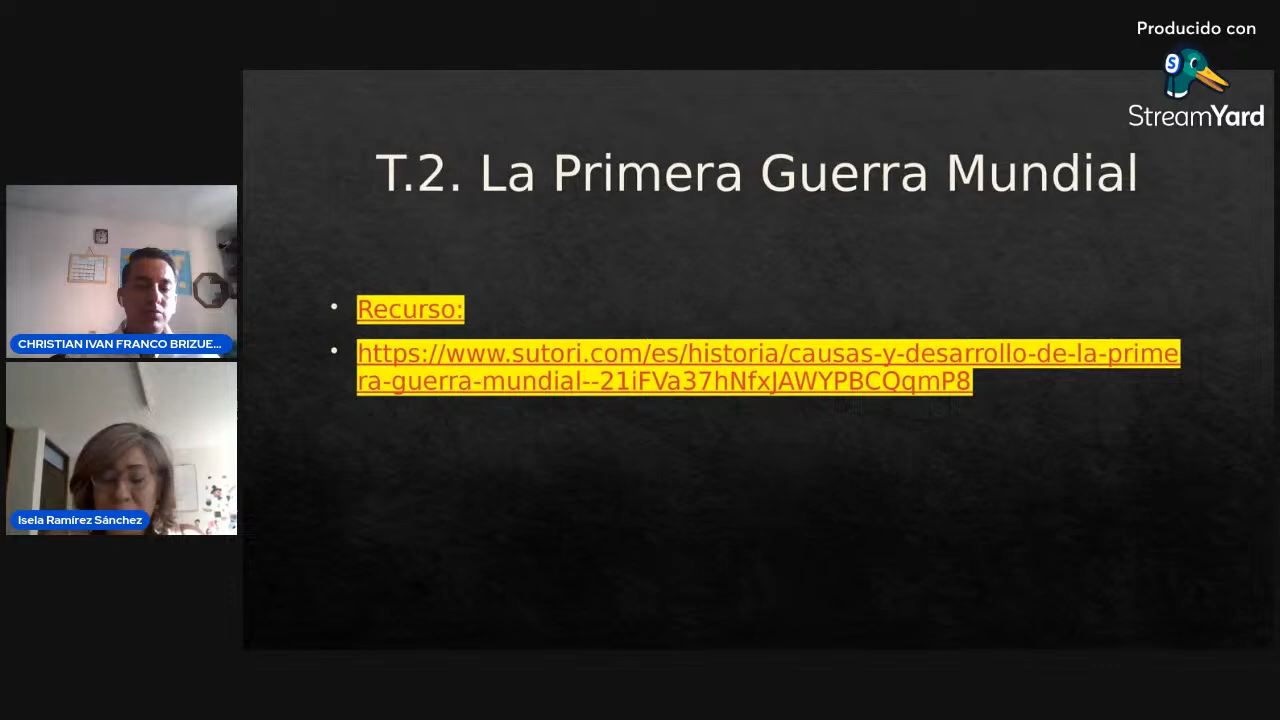 Producido con
S
StreamYard
T.2. La Primera Guerra Mundial
Recurso:
https://www.sutori.com/es/historia/causas-y-desarrollo-de-la-prime
ra-guerra-mundial--21iFVa37hNfxJAWYPBCQqmP8
CHRISTIAN IVAN FRANCO BRIZUE...
Isela Ramírez Sánchez